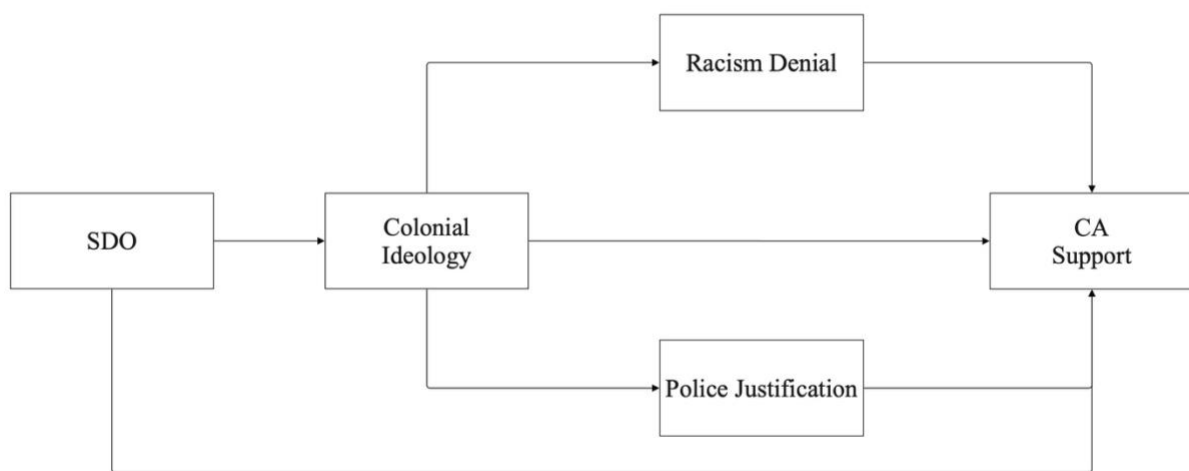 Racism Denial
SDO
Colonial
Ideology
CA
Support
Police Justification